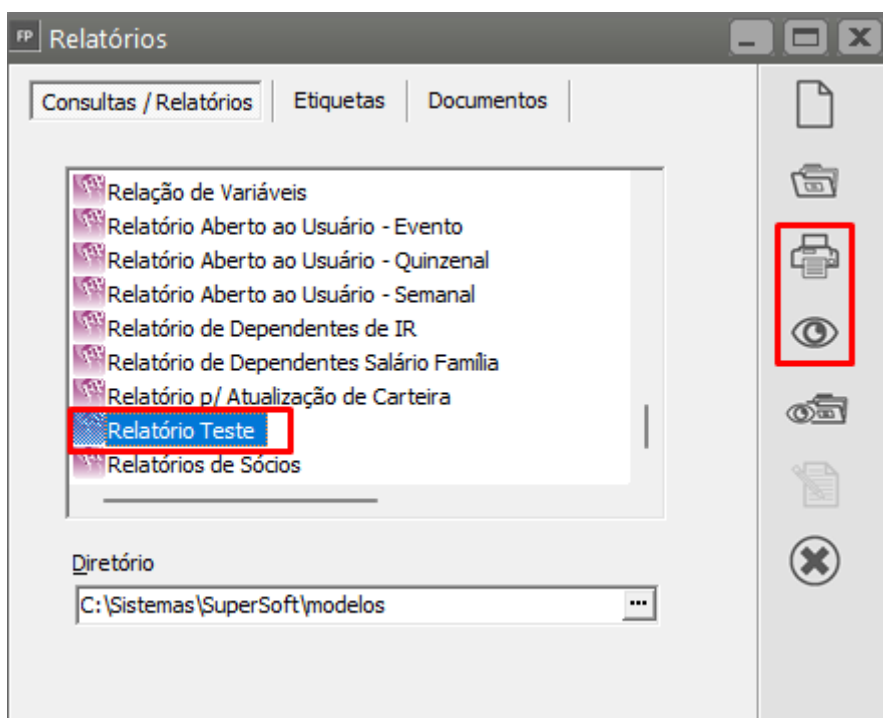 FP Relatórios
Consultas / Relatórios Etiquetas Documentos
Relação de Variáveis
Relatório Aberto ao Usuário - Evento
Relatório Aberto ao Usuário - Quinzenal
Relatório Aberto ao Usuário - Semanal
Relatório de Dependentes de IR
Relatório de Dependentes Salário Família
Relatório p/ Atualização de Carteira
Relatório Teste
Relatórios de Sócios
Diretório
C:\Sistemas\SuperSoft\modelos ...